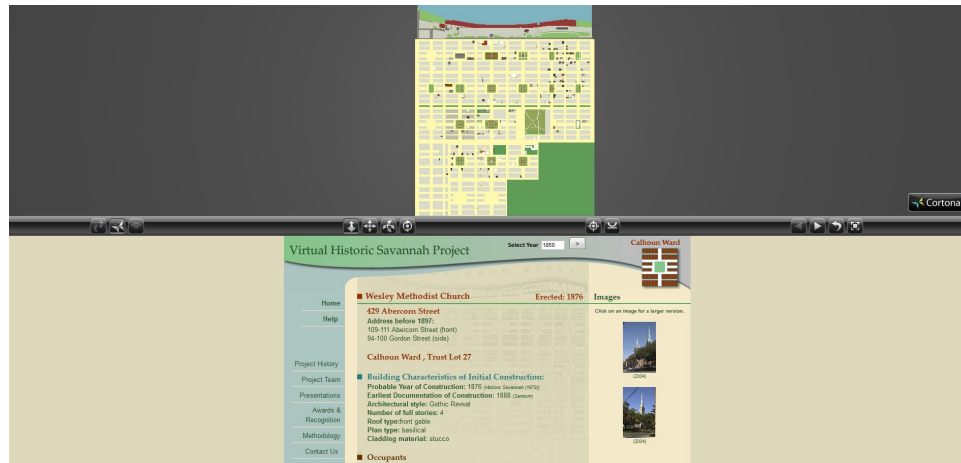 Cortona
Virtual Historic Savannah Project
Select Year 1850 >
Calhoun Ward
Home
Help
Project History
Project Team
Presentations
Awards &
Recognition
Methodology
Contact Us
Wesley Methodist Church Erected: 1876
429 Abercorn Street
Address before 1897:
109-111 Abercorn Street (front)
94-100 Gordon Street (side)
Calhoun Ward , Trust Lot 27
Building Characteristics of Initial Construction:
Probable Year of Construction: 1876 (Historic Savannah (1979))
Earliest Documentation of Construction: 1888 (Sanborn)
Architectural style: Gothic Revival
Number of full stories: 4
Roof type:front gable
Plan type: basilical
Cladding material: stucco
Occupants
Images
Click on an image for a larger version.
(2004)
(2004)